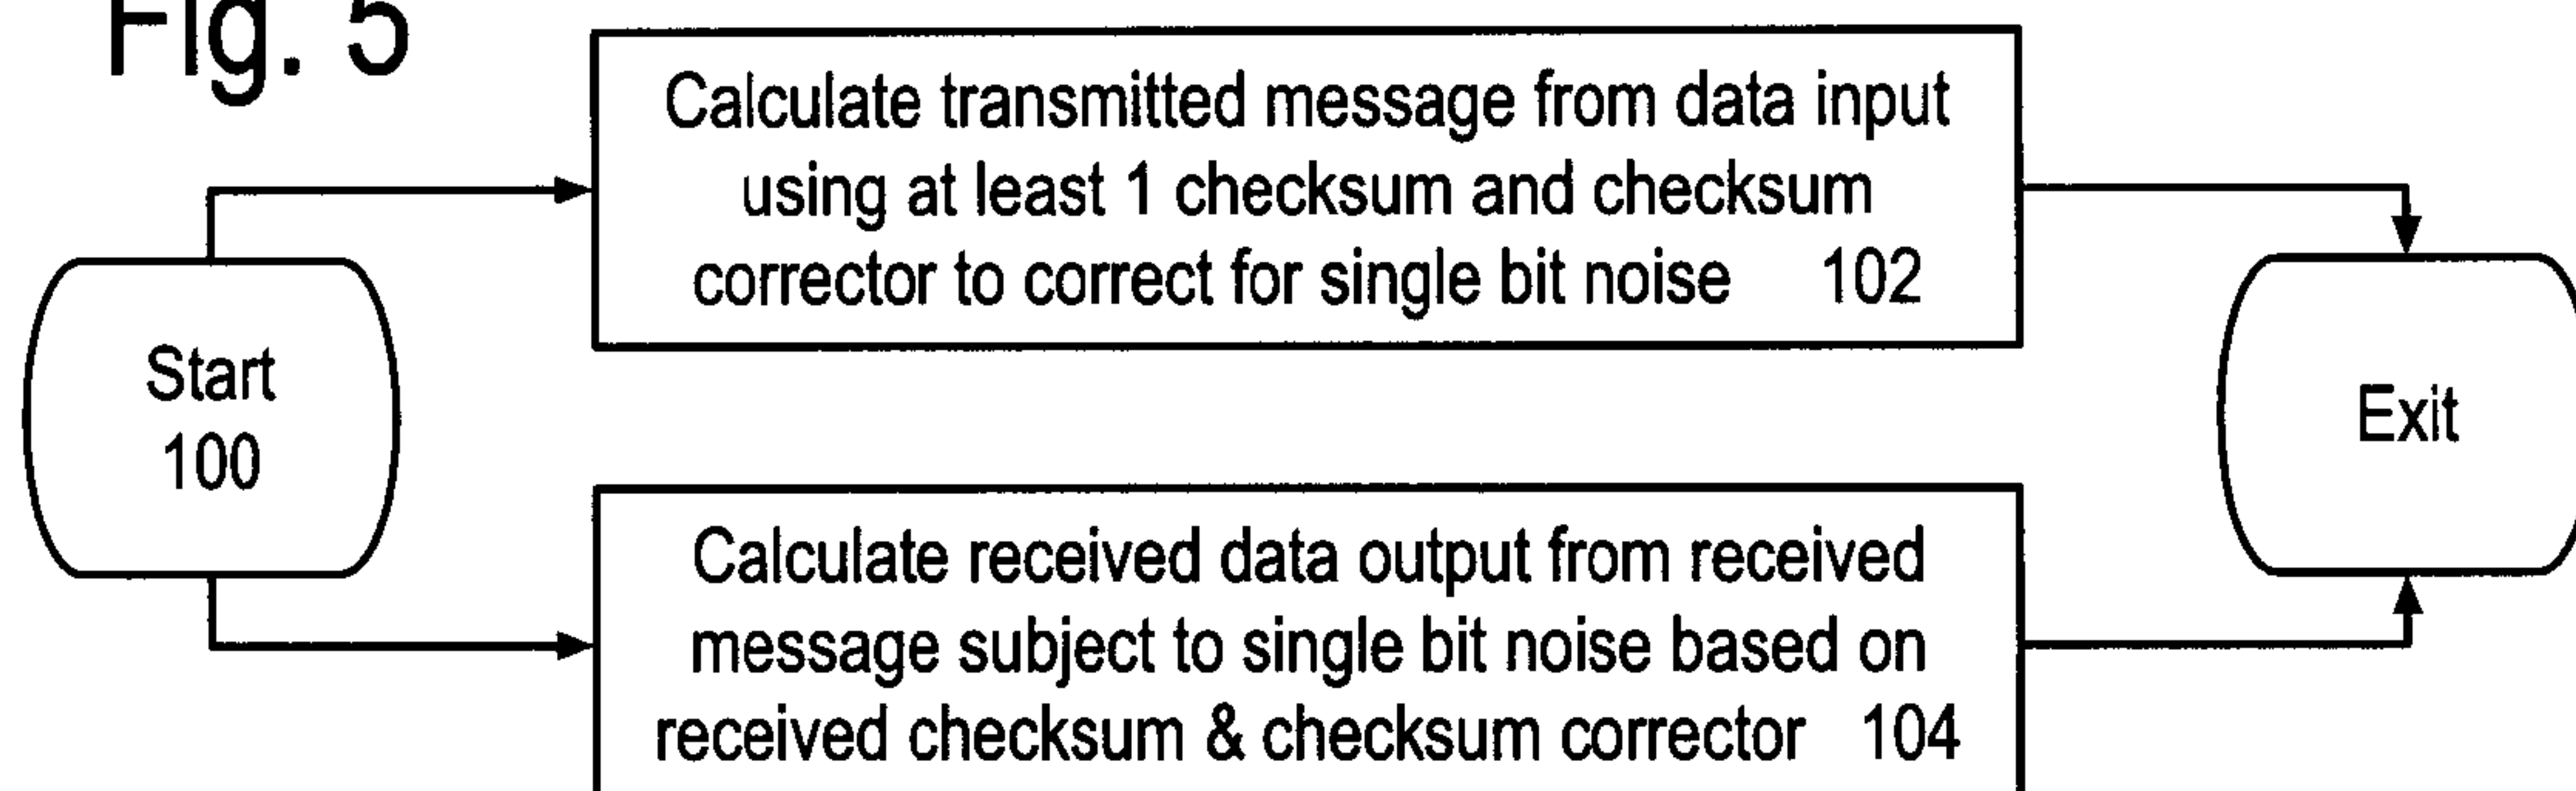 Fig. 5
Calculate transmitted message from data input
using at least 1 checksum and checksum
corrector to correct for single bit noise 102
Start
100
Exit
Calculate received data output from received
message subject to single bit noise based on
received checksum & checksum corrector 104